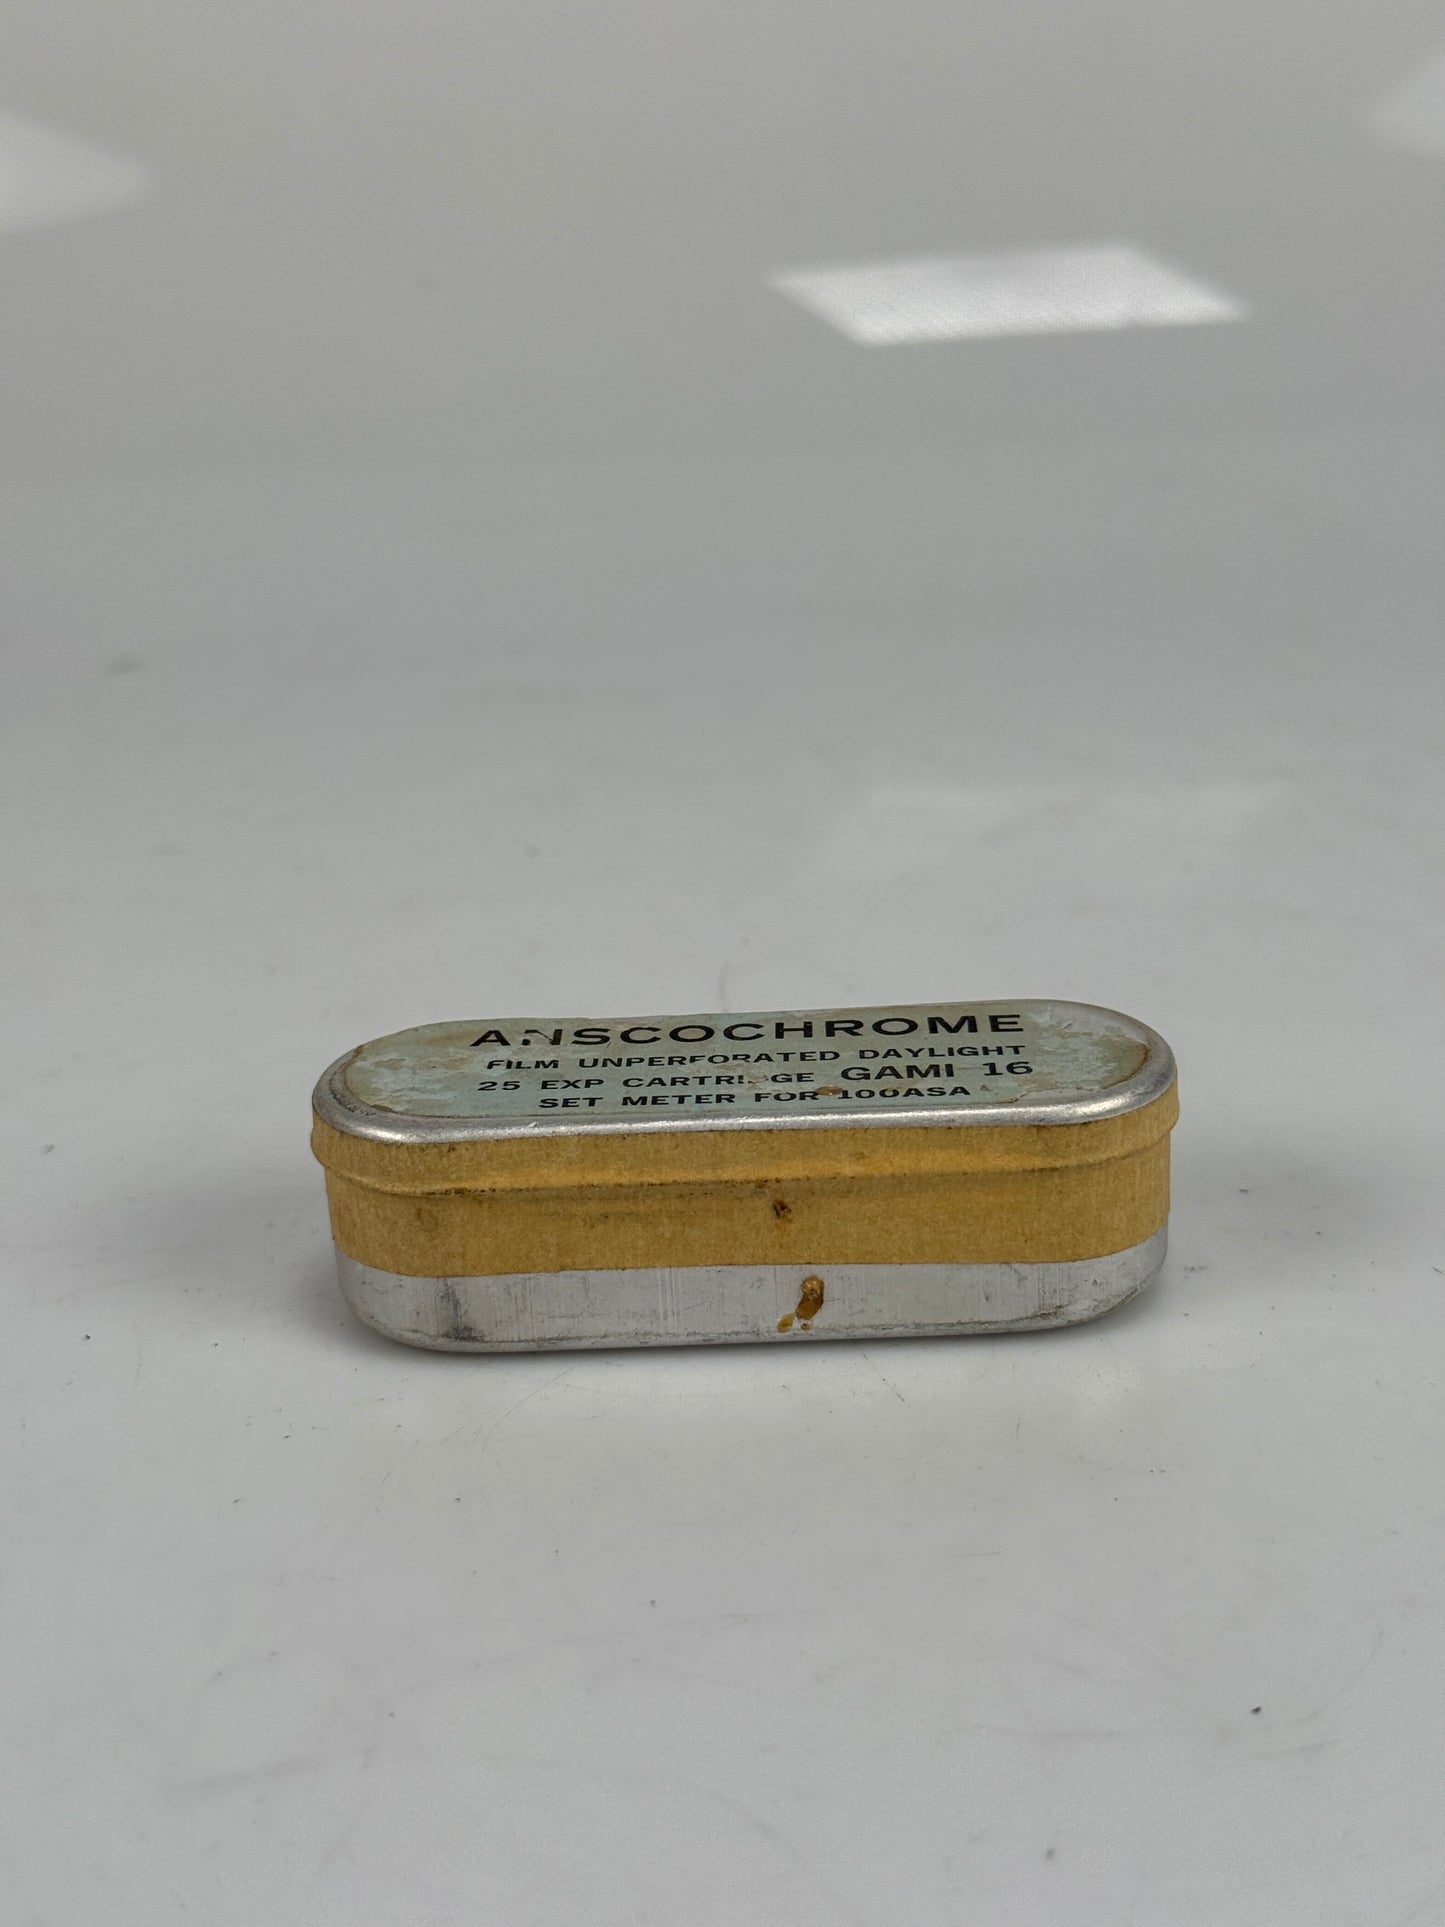 ANSCOCHROME
FILM UNPERFORATED DAYLIGHT
25 EXP CARTRIDGE GAMI 16
SET METER FOR 100ASA